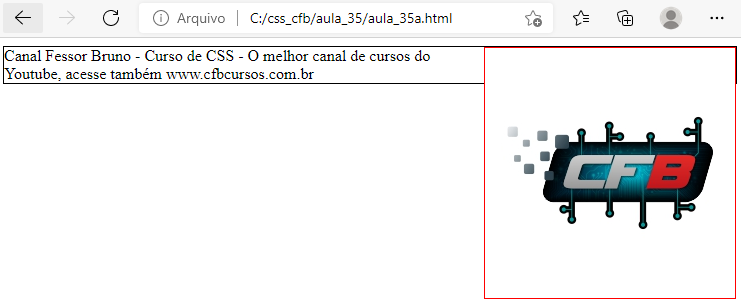 Arquivo C:/css_cfb/aula_35/aula_35a.html
Canal Fessor Bruno - Curso de CSS - O melhor canal de cursos do
Youtube, acesse também www.cfbcursos.com.br
CFB